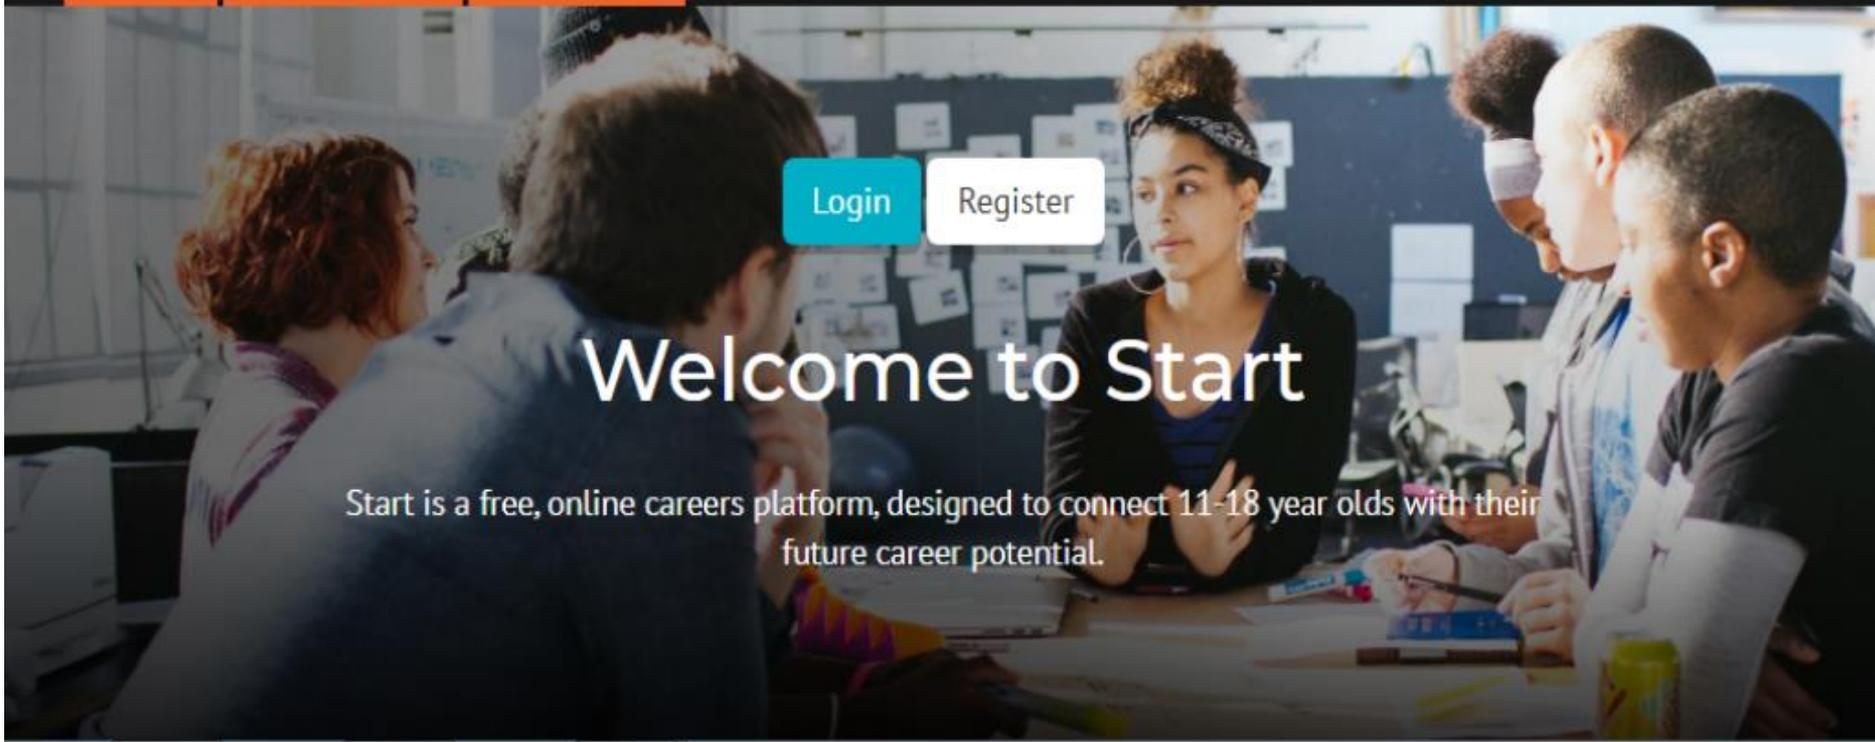 Login Register
Welcome to Start
Start is a free, online careers platform, designed to connect 11-18 year olds with their
future career potential.